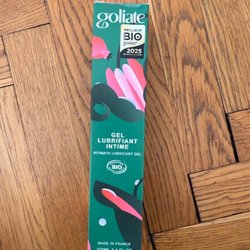 goliate
MEILLEUR
BIO
2025
GEL
LUBRIFIANT
INTIME
INTIMATE LUBRICANT GEL
BIO
MADE IN FRANCE